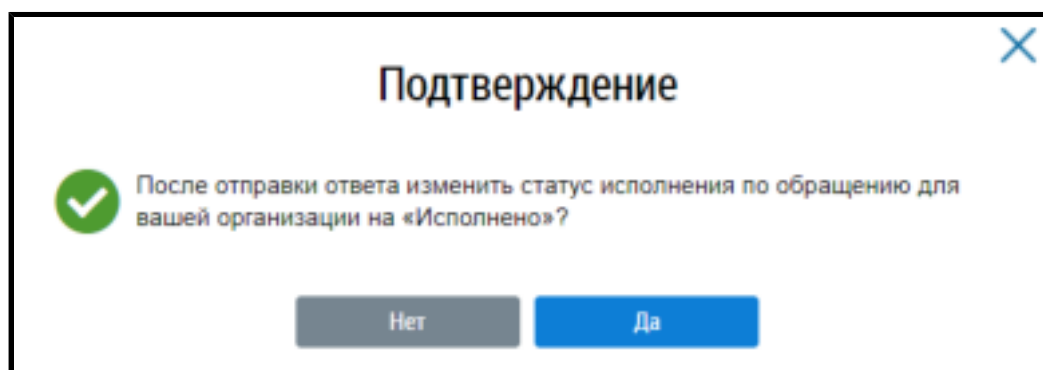 Подтверждение
После отправки ответа изменить статус исполнения по обращению для
вашей организации на «Исполнено»?
Нет
Да